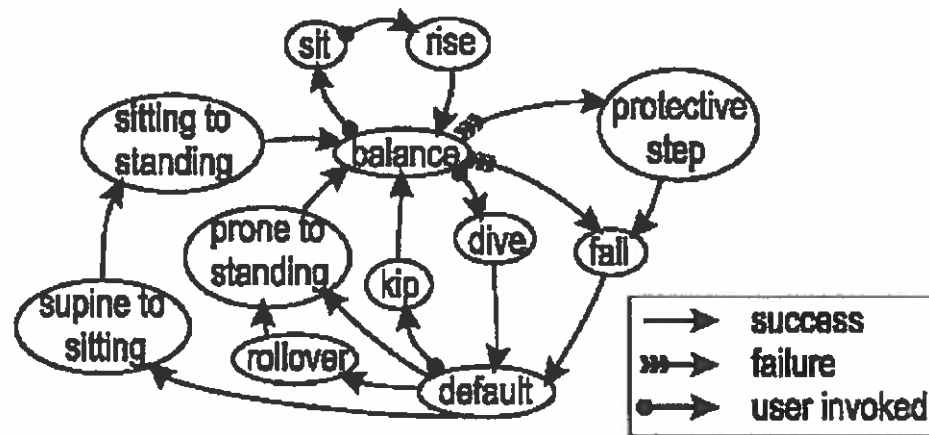 sit
rise
protective
step
sitting to
standing
balance
prone to
standing
dive
fall
kip
supine to
sitting
rollover
default
success
failure
user invoked